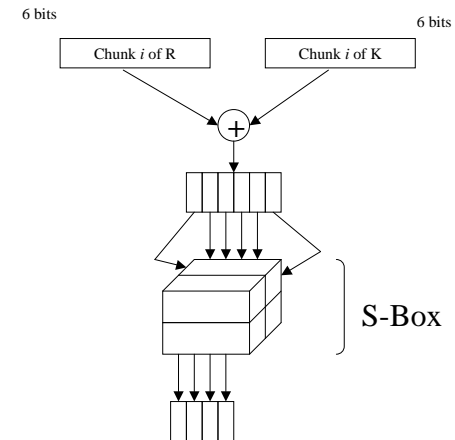 6 bits
6 bits
Chunk i of R
Chunk i of K
+
S-Box